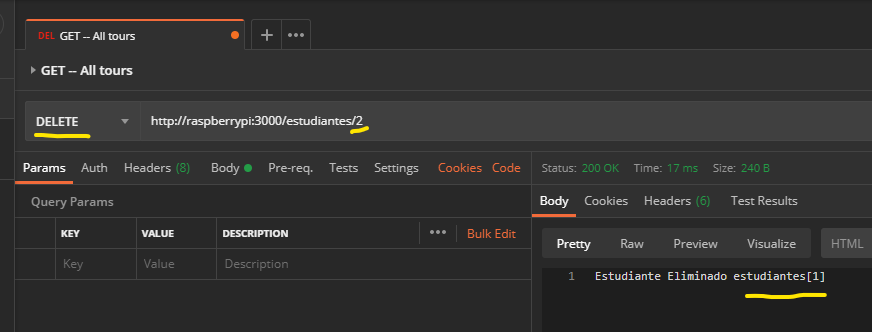 DEL GET -- All tours
GET -- All tours
DELETE http://raspberrypi:3000/estudiantes/2
Params Auth Headers (8) Body Pre-req. Tests Settings Cookies Code
Query Params
KEY VALUE DESCRIPTION ••• Bulk Edit
Key Value Description
Status: 200 OK Time: 17 ms Size: 240 B
Body Cookies Headers (6) Test Results
Pretty Raw Preview Visualize HTML
1 Estudiante Eliminado estudiantes[1]